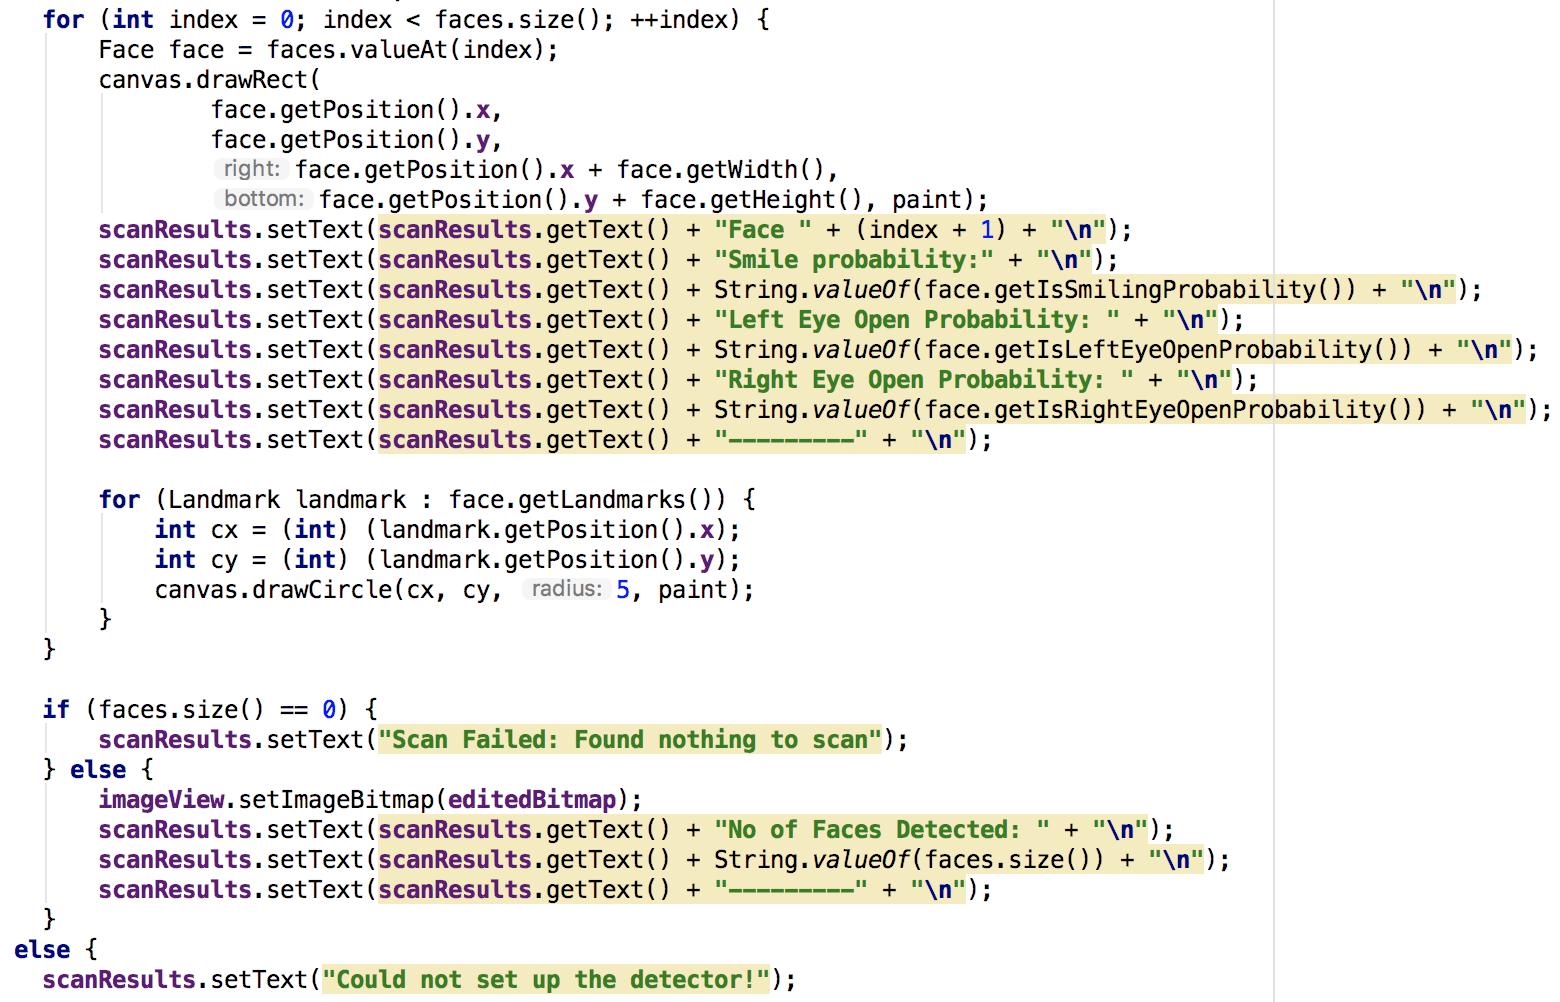 for (int index = 0; index < faces.size(); ++index) {
Face face = faces.valueAt(index);
canvas.drawRect(
face.getPosition().x,
face.getPosition().y,
right: face.getPosition().x + face.getWidth(),
bottom: face.getPosition().y + face.getHeight(), paint);
scanResults.setText(scanResults.getText() + "Face " + (index + 1) + "\n");
scanResults.setText(scanResults.getText() + "Smile probability:" + "\n");
scanResults.setText(scanResults.getText() + String.valueOf(face.getIsSmilingProbability()) + "\n");
scanResults.setText(scanResults.getText() + "Left Eye Open Probability: " + "\n");
scanResults.setText(scanResults.getText() + String.valueOf(face.getIsLeftEyeOpenProbability()) + "\n");
scanResults.setText(scanResults.getText() + "Right Eye Open Probability: " + "\n");
scanResults.setText(scanResults.getText() + String.valueOf(face.getIsRightEyeOpenProbability()) + "\n");
scanResults.setText(scanResults.getText() + "---------" + "\n");
for (Landmark landmark : face.getLandmarks()) {
int cx = (int) (landmark.getPosition().x);
int cy = (int) (landmark.getPosition().y);
canvas.drawCircle(cx, cy, radius: 5, paint);
}
}
if (faces.size() == 0) {
scanResults.setText("Scan Failed: Found nothing to scan");
} else {
imageView.setImageBitmap(editedBitmap);
scanResults.setText(scanResults.getText() + "No of Faces Detected: " + "\n");
scanResults.setText(scanResults.getText() + String.valueOf(faces.size()) + "\n");
scanResults.setText(scanResults.getText() + "---------" + "\n");
}
else {
scanResults.setText("Could not set up the detector!");